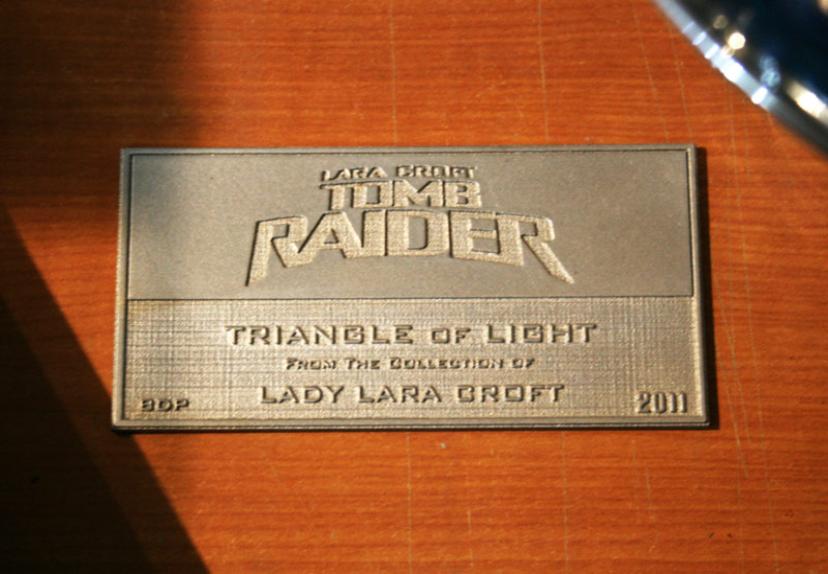 LARA CROFT
TOMB
RAIDER
TRIANGLE OF LIGHT
FROM THE COLLECTION OF
LADY LARA CROFT
SDP 2011